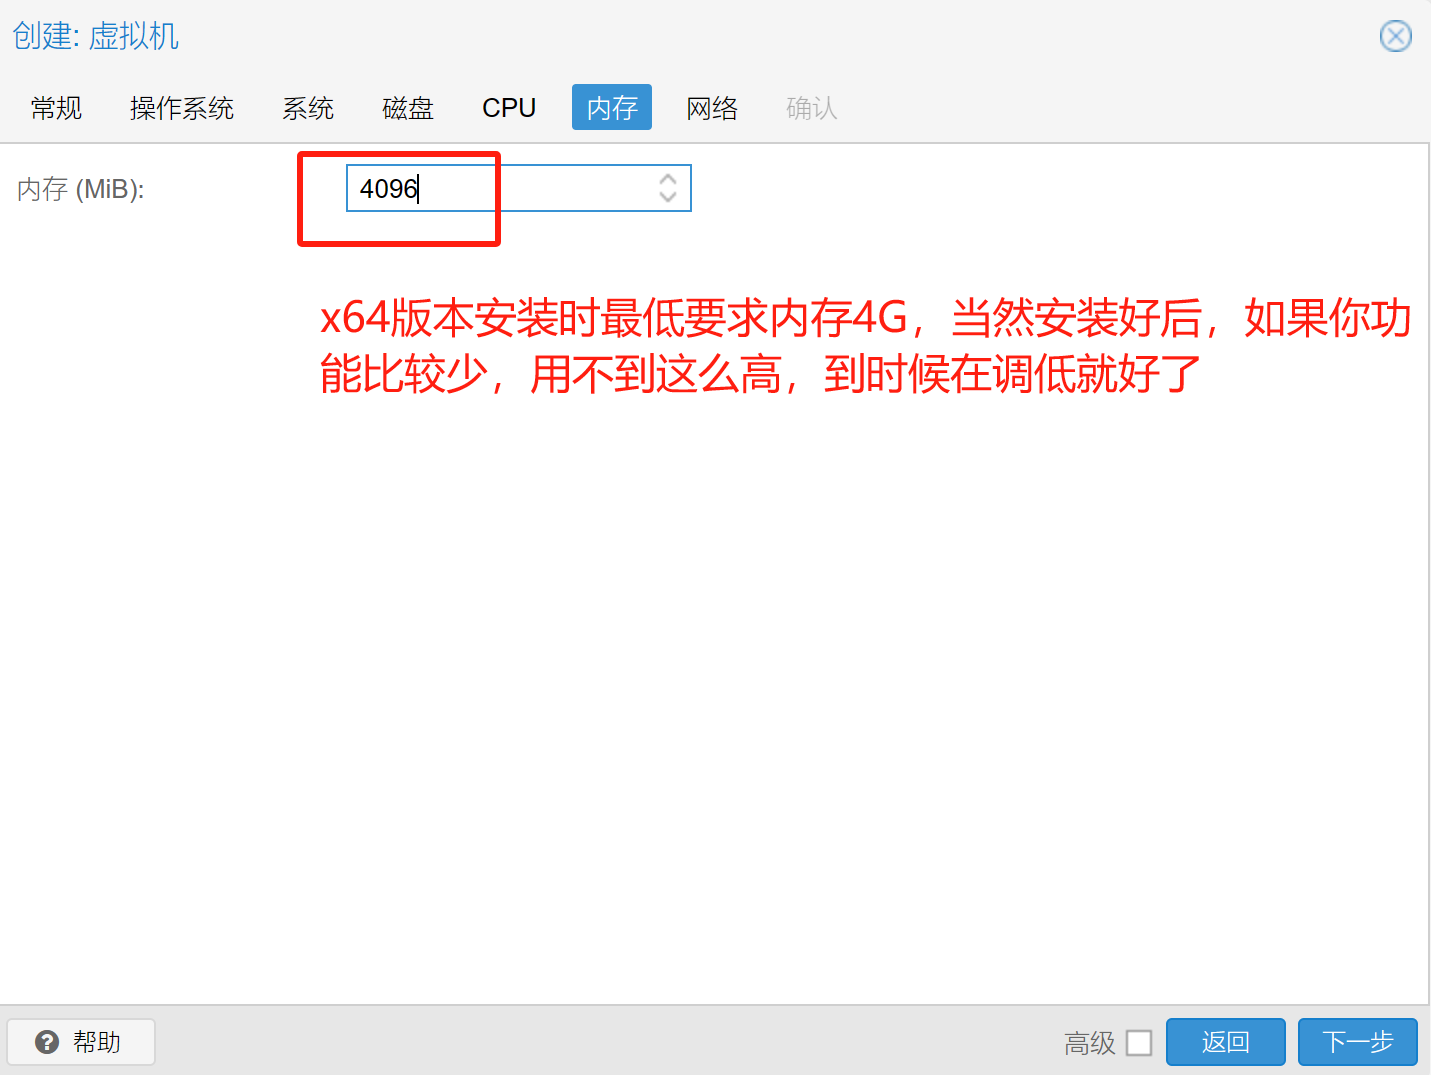 创建: 虚拟机
常规 操作系统 系统 磁盘 CPU 内存 网络 确认
内存 (MiB): 4096
x64版本安装时最低要求内存4G，当然安装好后，如果你功
能比较少，用不到这么高，到时候在调低就好了
帮助 高级 返回 下一步